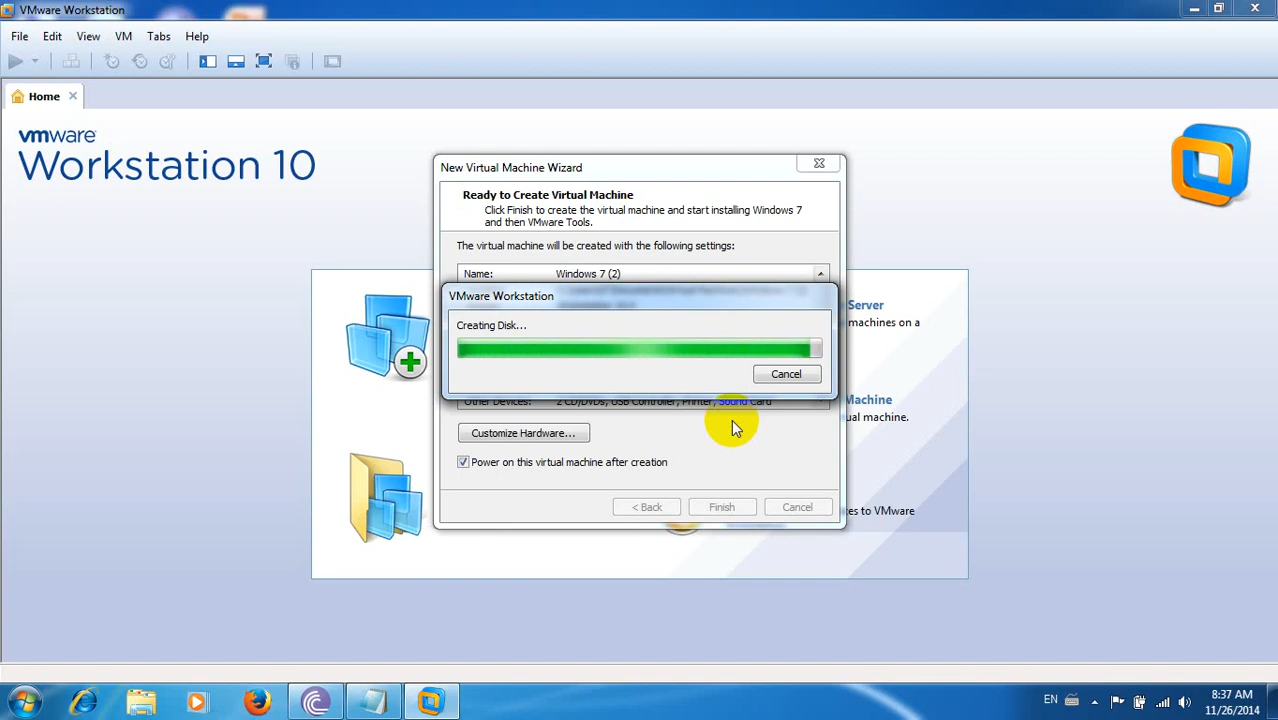 VMware Workstation
File Edit View VM Tabs Help
Home
vmware
Workstation 10
New Virtual Machine Wizard
Ready to Create Virtual Machine
Click Finish to create the virtual machine and start installing Windows 7
and then VMware Tools.
The virtual machine will be created with the following settings:
Name: Windows 7 (2)
VMware Workstation
Creating Disk...
Cancel
Other Devices: 2 CD/DVDs, USB Controller, Printer, Sound Card
Customize Hardware...
Power on this virtual machine after creation
< Back Finish Cancel
Server
machines on a
Machine
machine.
to VMware
EN
8:37 AM
11/26/2014